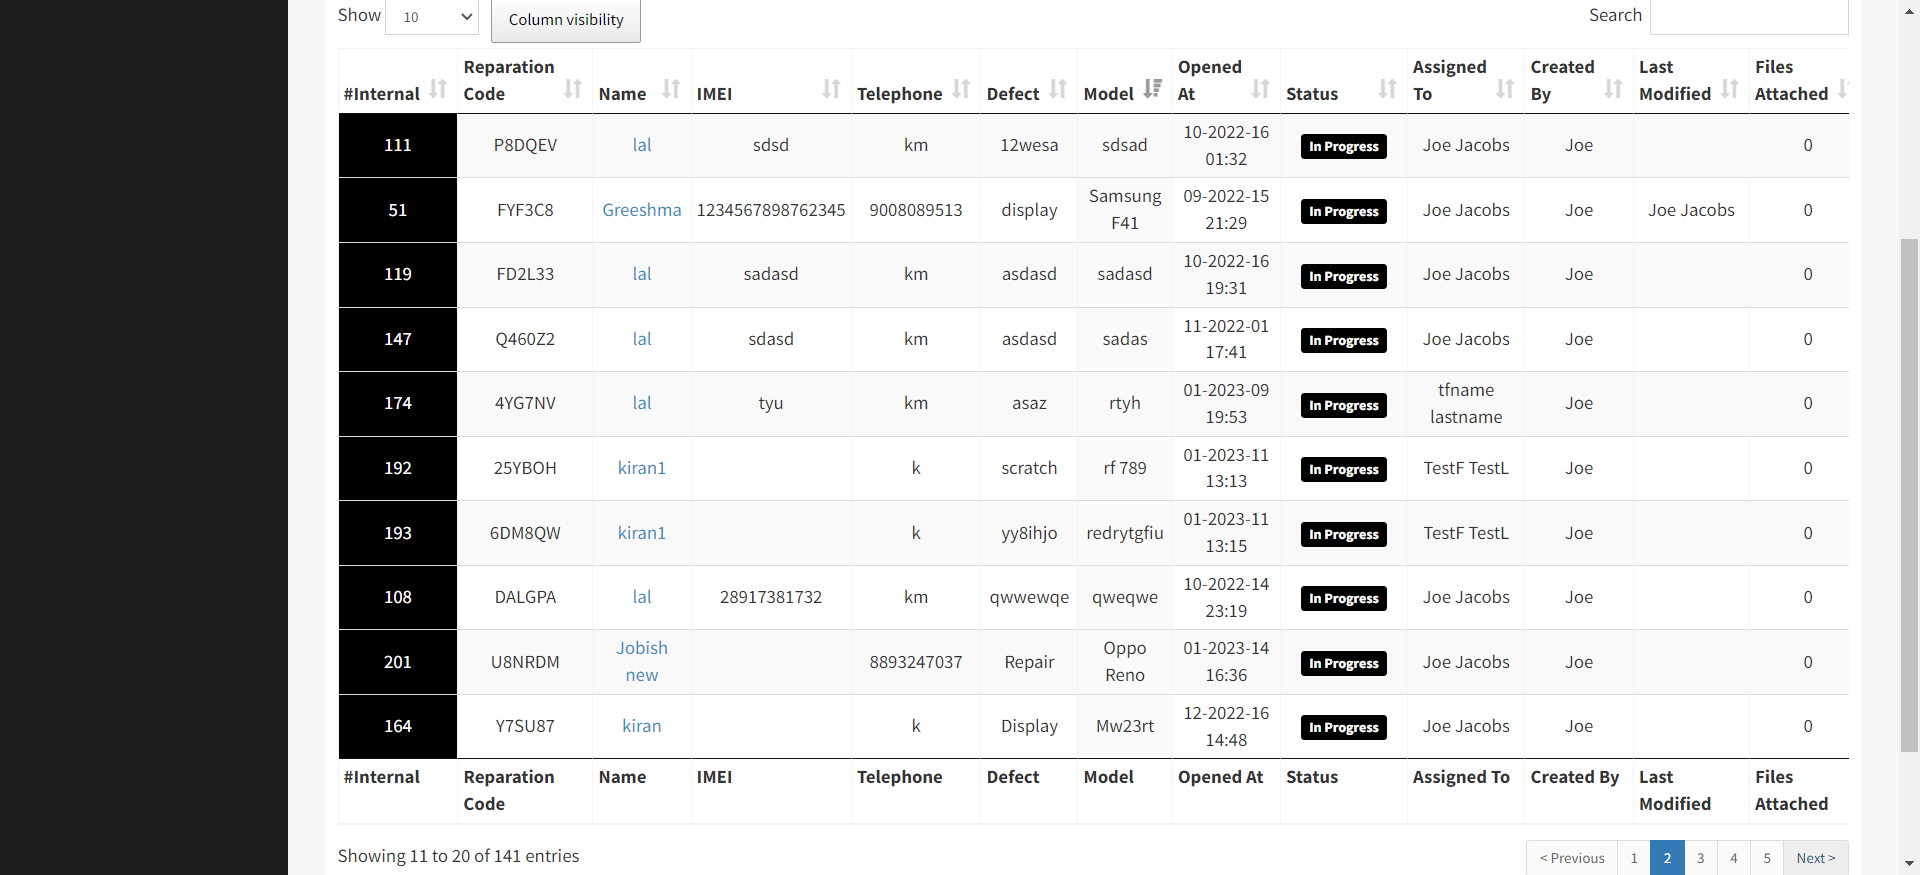 Show 10 Column visibility Search
#Internal Reparation Code Name IMEI Telephone Defect Model Opened At Status Assigned To Created By Last Modified Files Attached
111 P8DQEV lal sdsd km 12wesa sdsad 10-2022-16 01:32 In Progress Joe Jacobs Joe 0
51 FYF3C8 Greeshma 1234567898762345 9008089513 display Samsung F41 09-2022-15 21:29 In Progress Joe Jacobs Joe Joe Jacobs 0
119 FD2L33 lal sadasd km asdasd sadasd 10-2022-16 19:31 In Progress Joe Jacobs Joe 0
147 Q460Z2 lal sdasd km asdasd sadas 11-2022-01 17:41 In Progress Joe Jacobs Joe 0
174 4YG7NV lal tyu km asaz rtyh 01-2023-09 19:53 In Progress tfname lastname Joe 0
192 25YBOH kiran1 k scratch rf 789 01-2023-11 13:13 In Progress TestF TestL Joe 0
193 6DM8QW kiran1 k yy8ihjo redrytgfiu 01-2023-11 13:15 In Progress TestF TestL Joe 0
108 DALGPA lal 28917381732 km qwwewqe qweqwe 10-2022-14 23:19 In Progress Joe Jacobs Joe 0
201 U8NRDM Jobish new 8893247037 Repair Oppo Reno 01-2023-14 16:36 In Progress Joe Jacobs Joe 0
164 Y7SU87 kiran k Display Mw23rt 12-2022-16 14:48 In Progress Joe Jacobs Joe 0
#Internal Reparation Code Name IMEI Telephone Defect Model Opened At Status Assigned To Created By Last Modified Files Attached
Showing 11 to 20 of 141 entries < Previous 1 2 3 4 5 Next >